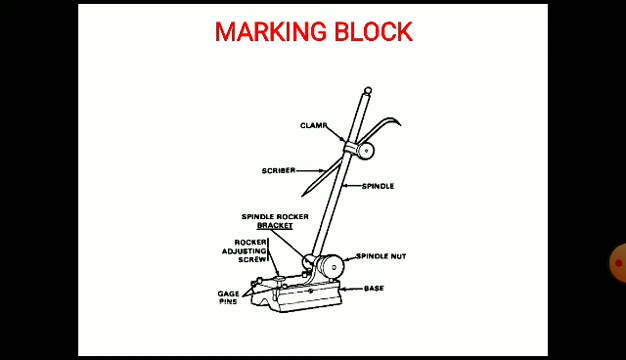 MARKING BLOCK
CLAMP
SCRIBER
SPINDLE
SPINDLE ROCKER
BRACKET
ROCKER
ADJUSTING
SCREW
SPINDLE NUT
GAGE
PINS
BASE